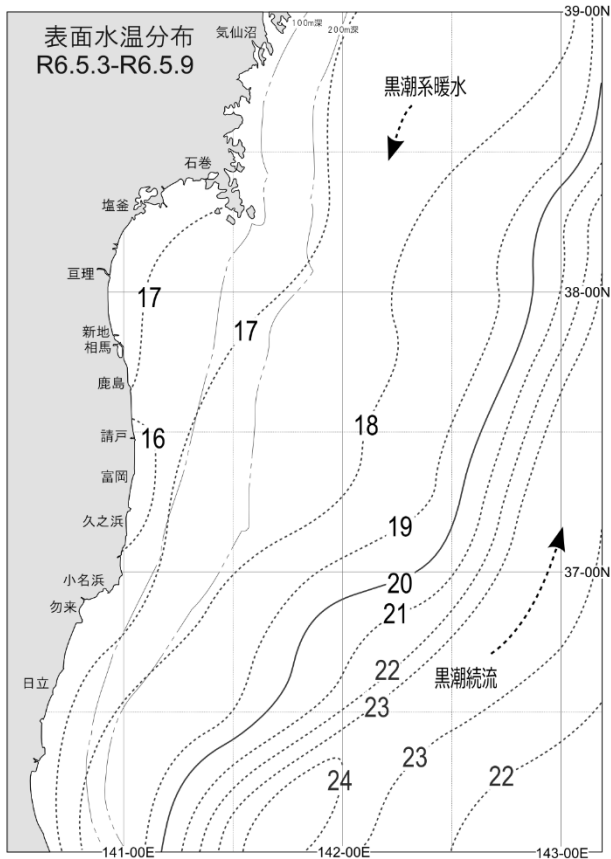 表面水温分布
R6.5.3-R6.5.9
気仙沼
100m深
200m深
39-00N
黒潮系暖水
石巻
塩釜
亘理
38-00N
17
17
新地
相馬
鹿島
18
16
請戸
富岡
19
久之浜
37-00N
小名浜
20
勿来
21
22
黒潮続流
日立
23
23
22
24
141-00E
142-00E
143-00E